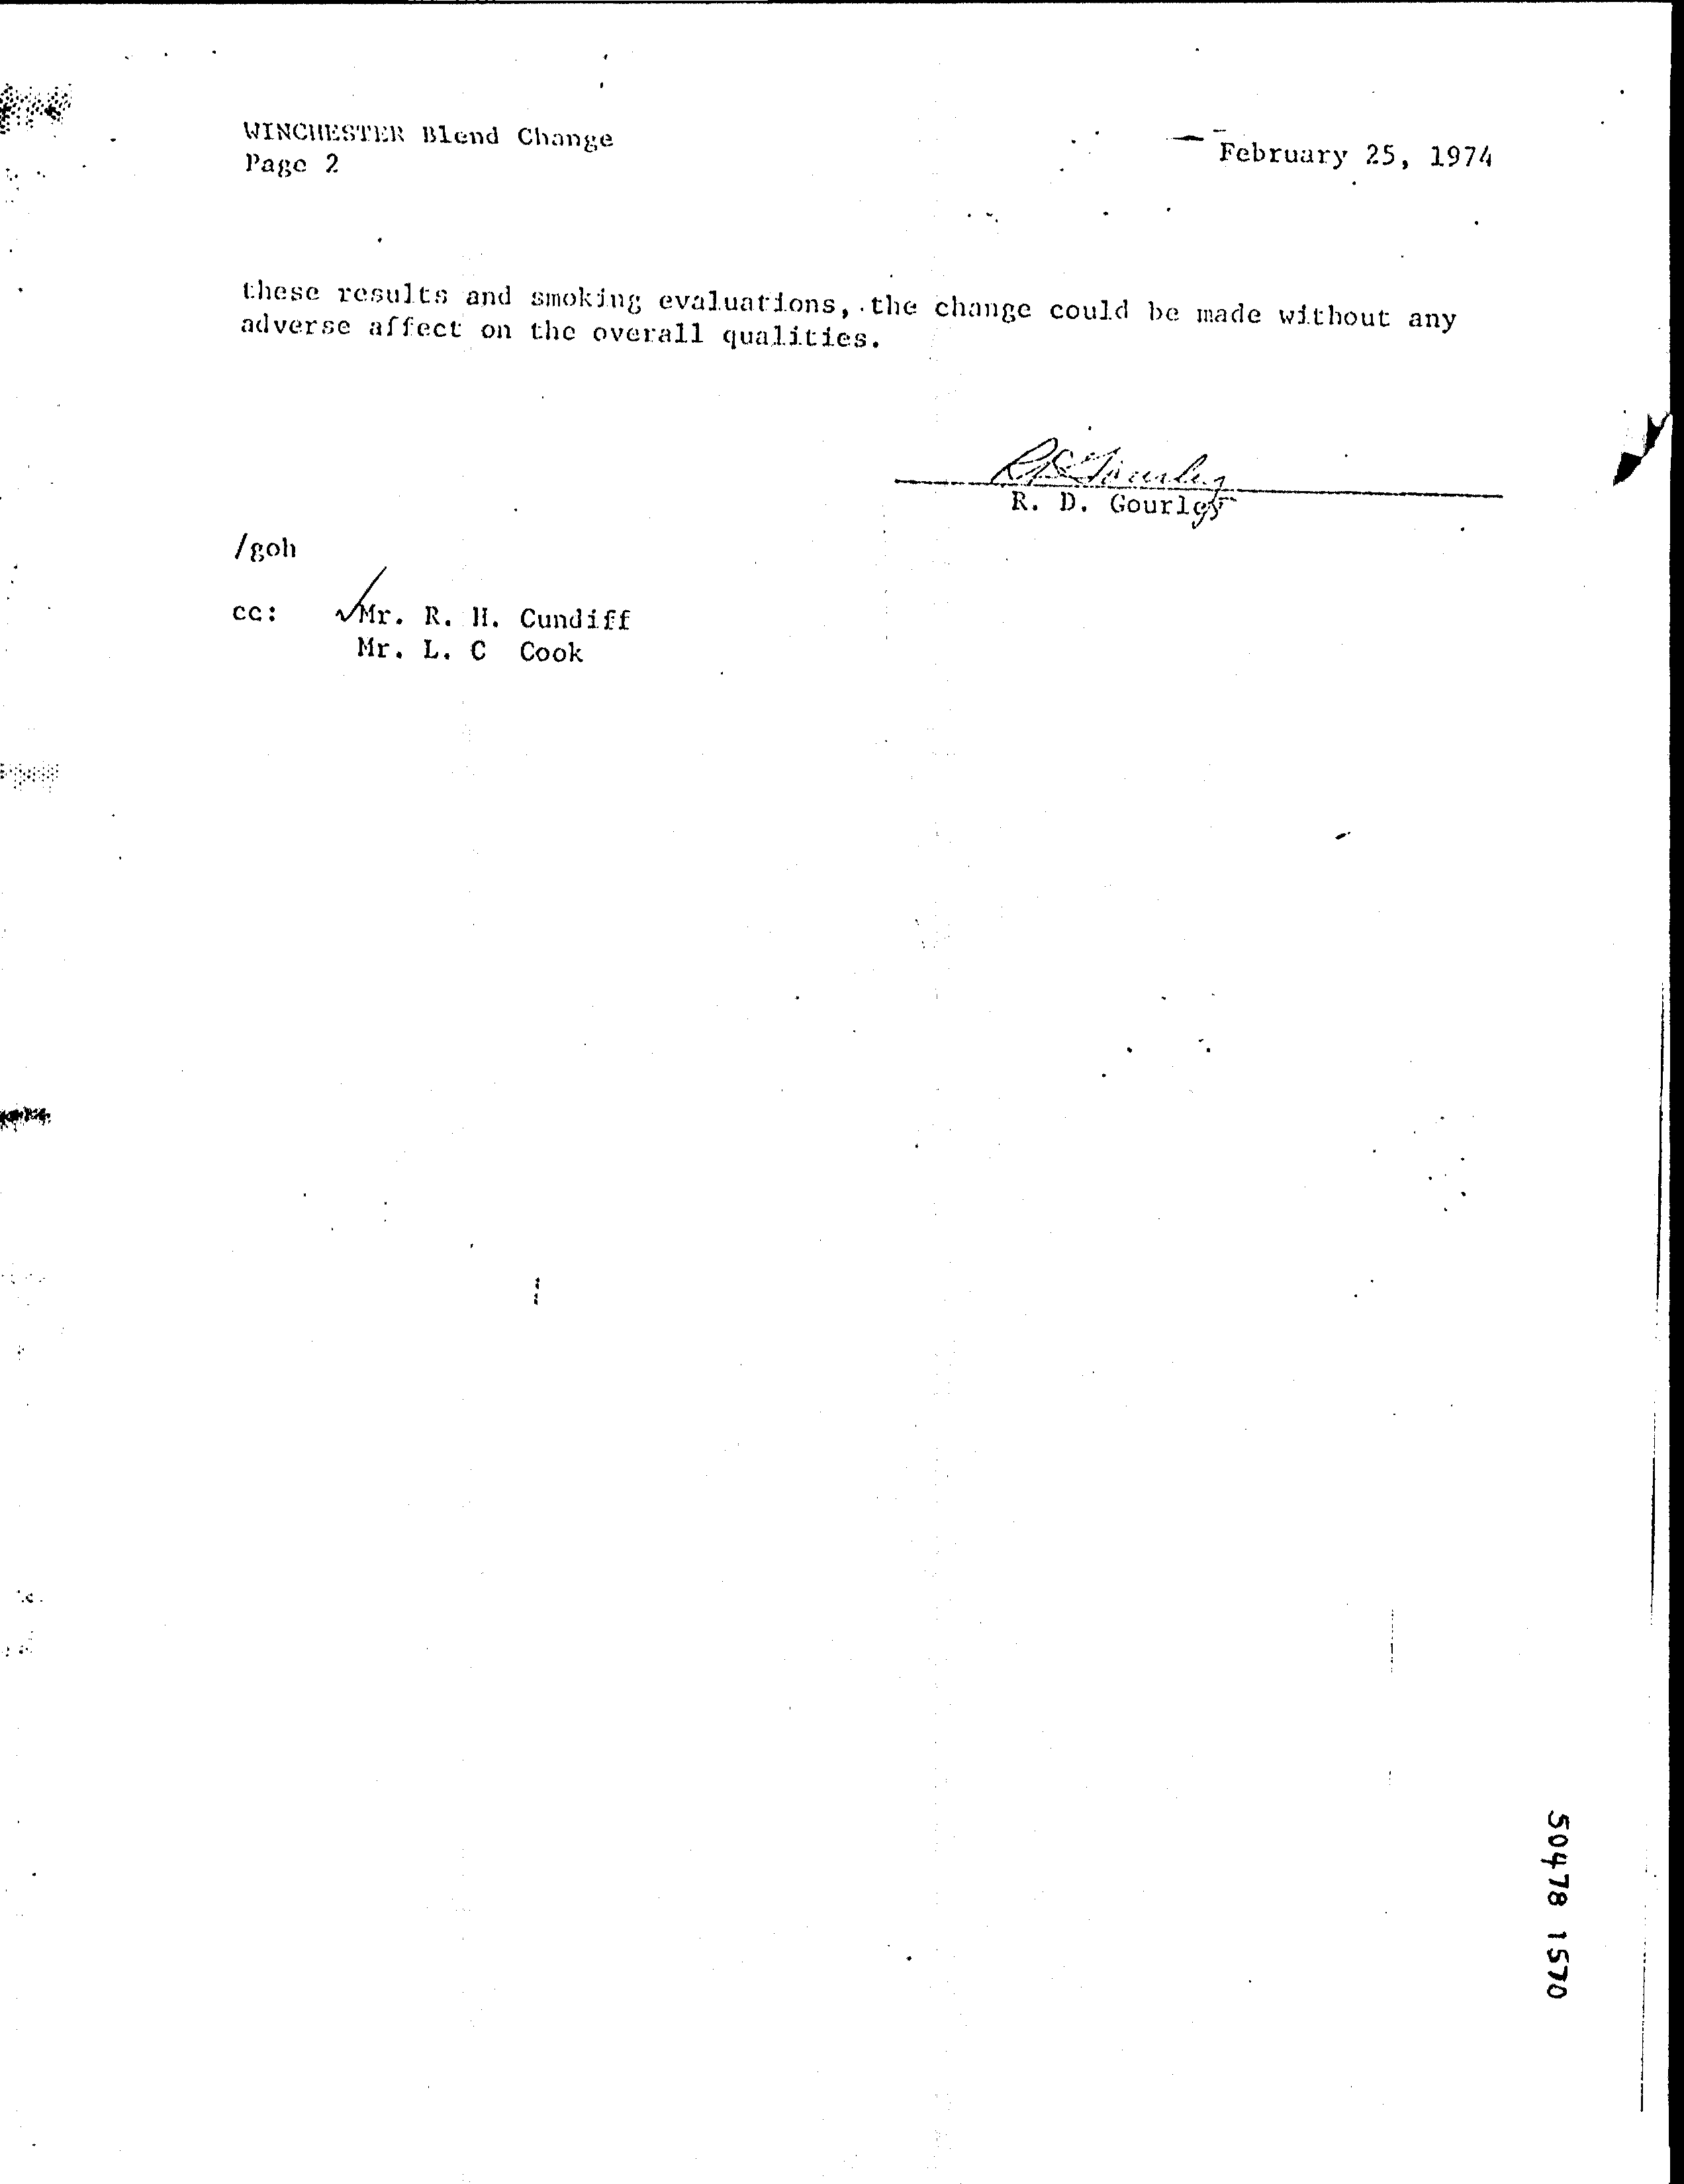 WINCHESTER Blend Change
Page 2
February 25, 1974
these results and smoking evaluations, the change could be made without any
adverse affect on the overall qualities.
R. D. Gourley
R. D. Gourley
/goh
cc: Mr. R. H. Cundiff
Mr. L. C Cook
50478 1570